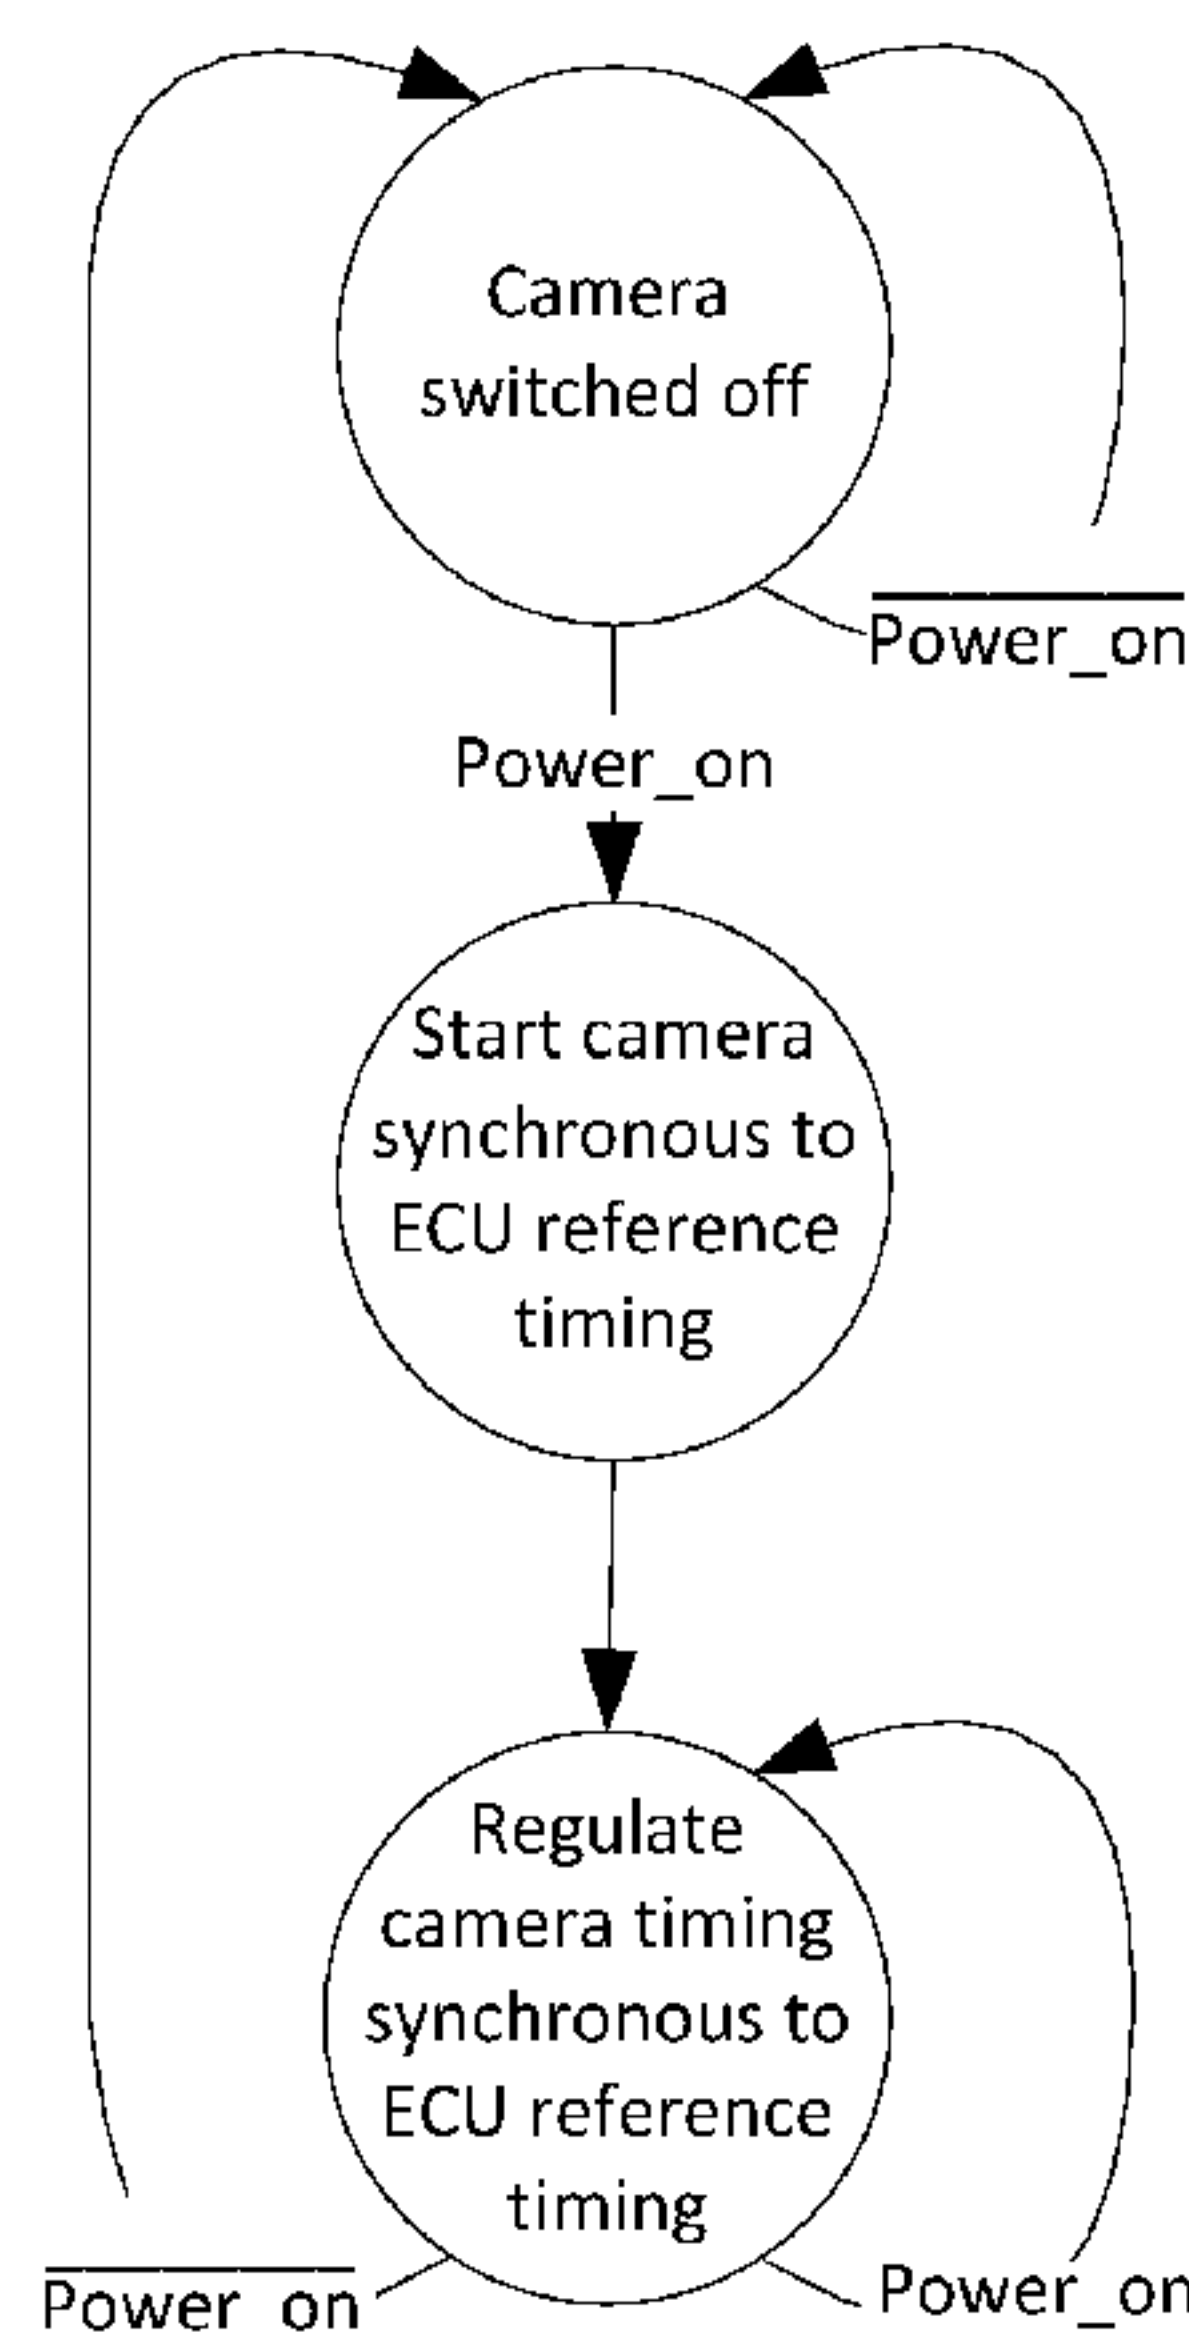 Camera
switched off
Power_on
Power_on
Start camera
synchronous to
ECU reference
timing
Regulate
camera timing
synchronous to
ECU reference
timing
Power_on
Power_on